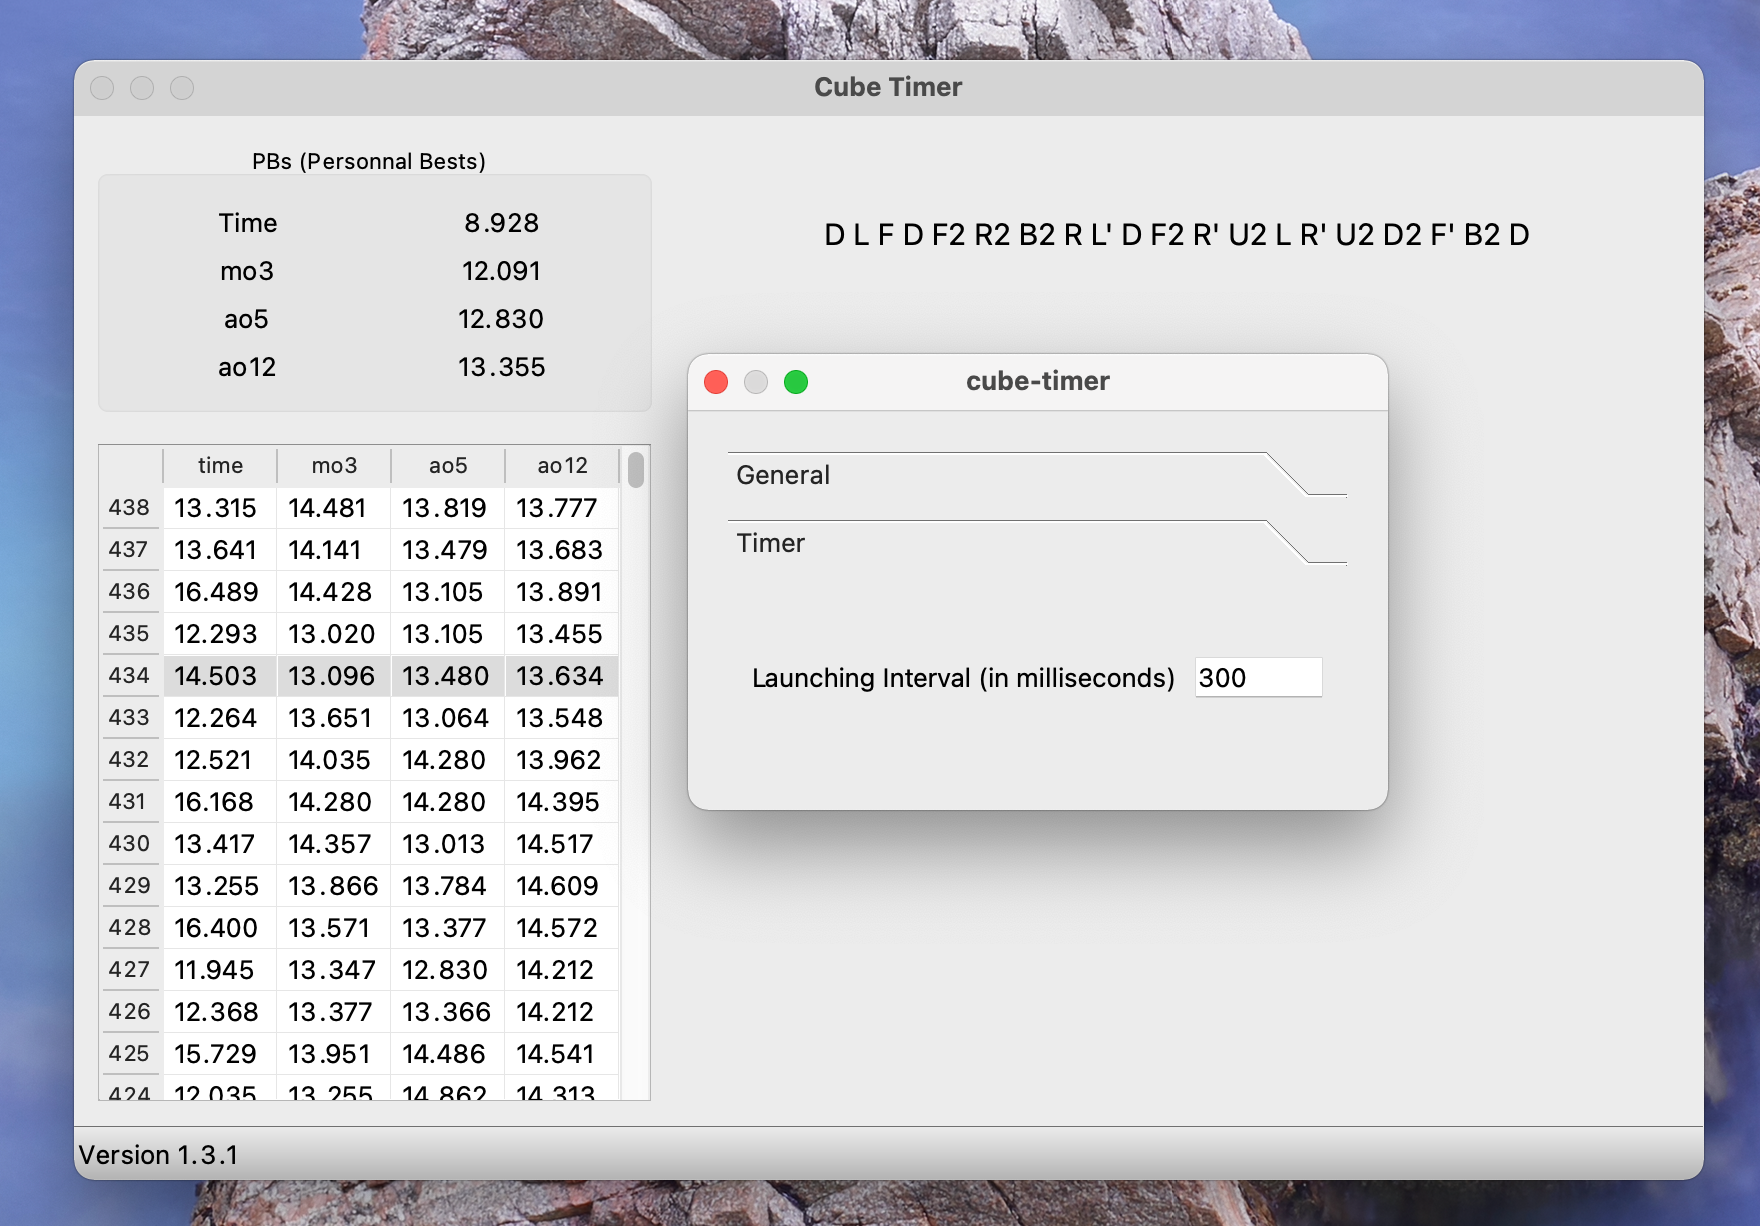 Cube Timer
PBs (Personnal Bests)
Time 8.928
mo3 12.091
ao5 12.830
ao12 13.355
D L F D F2 R2 B2 R L' D F2 R' U2 L R' U2 D2 F' B2 D
time mo3 ao5 ao12
438 13.315 14.481 13.819 13.777
437 13.641 14.141 13.479 13.683
436 16.489 14.428 13.105 13.891
435 12.293 13.020 13.105 13.455
434 14.503 13.096 13.480 13.634
433 12.264 13.651 13.064 13.548
432 12.521 14.035 14.280 13.962
431 16.168 14.280 14.280 14.395
430 13.417 14.357 13.013 14.517
429 13.255 13.866 13.784 14.609
428 16.400 13.571 13.377 14.572
427 11.945 13.347 12.830 14.212
426 12.368 13.377 13.366 14.212
425 15.729 13.951 14.486 14.541
424 12.035 13.255 14.862 14.313
cube-timer
General
Timer
Launching Interval (in milliseconds) 300
Version 1.3.1